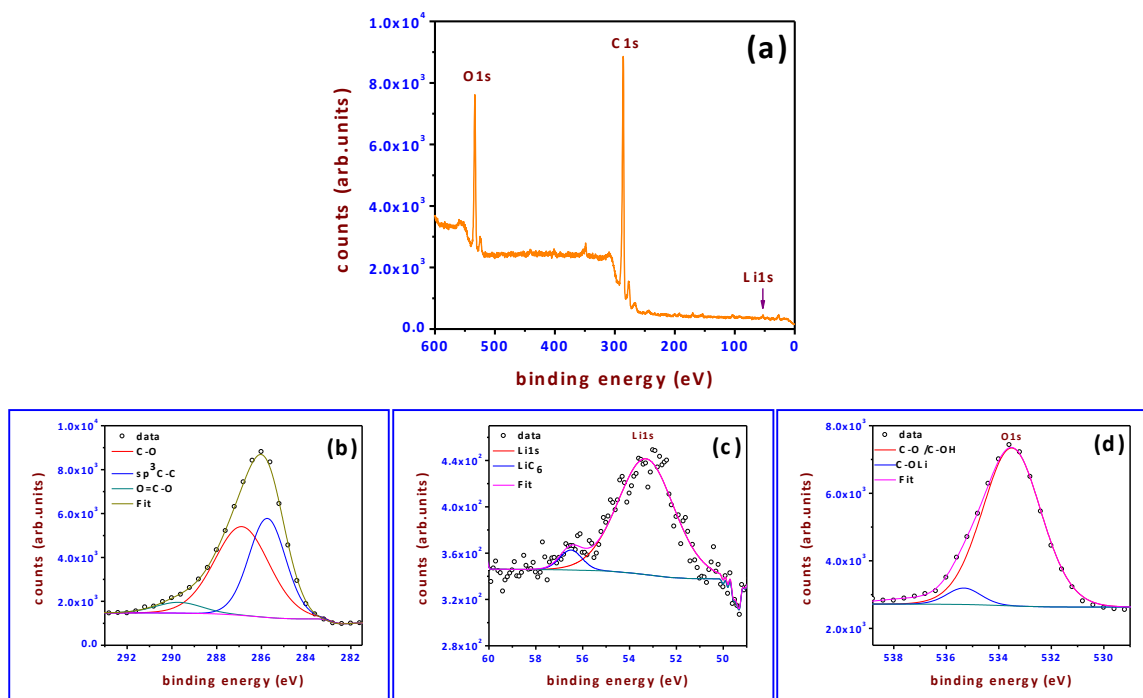 (a)
1.0x10⁴
8.0x10³
6.0x10³
4.0x10³
2.0x10³
0.0
counts (arb.units)
O1s
C1s
Li1s
600 500 400 300 200 100 0
binding energy (eV)
(b)
data
C-O
sp³C-C
O=C-O
Fit
1.0x10⁴
8.0x10³
6.0x10³
4.0x10³
2.0x10³
0.0
counts (arb.units)
292 290 288 286 284 282
binding energy (eV)
(c)
Li1s
data
Li1s
LiC₆
Fit
4.4x10²
4.0x10²
3.6x10²
3.2x10²
2.8x10²
counts (arb.units)
60 58 56 54 52 50
binding energy (eV)
(d)
O1s
data
C-O /C-OH
C-OLi
Fit
8.0x10³
6.0x10³
4.0x10³
2.0x10³
counts (arb.units)
538 536 534 532 530
binding energy (eV)